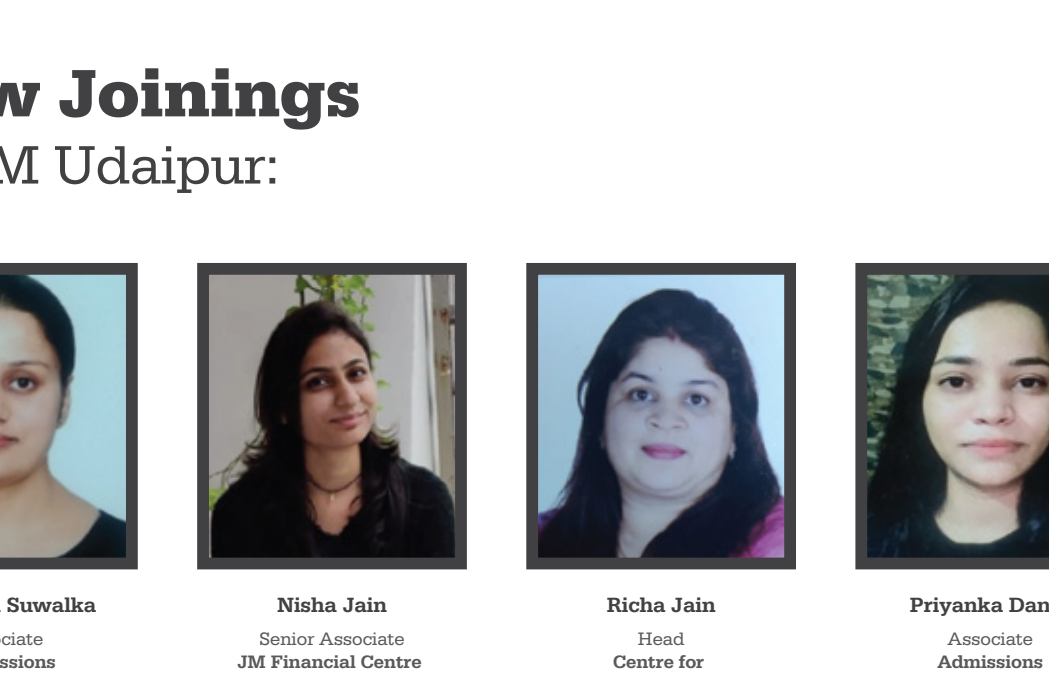 w Joinings
M Udaipur:
Suwalka
Nisha Jain
Richa Jain
Priyanka Dan
ciate
Senior Associate
Head
Associate
ssions
JM Financial Centre
Centre for
Admissions